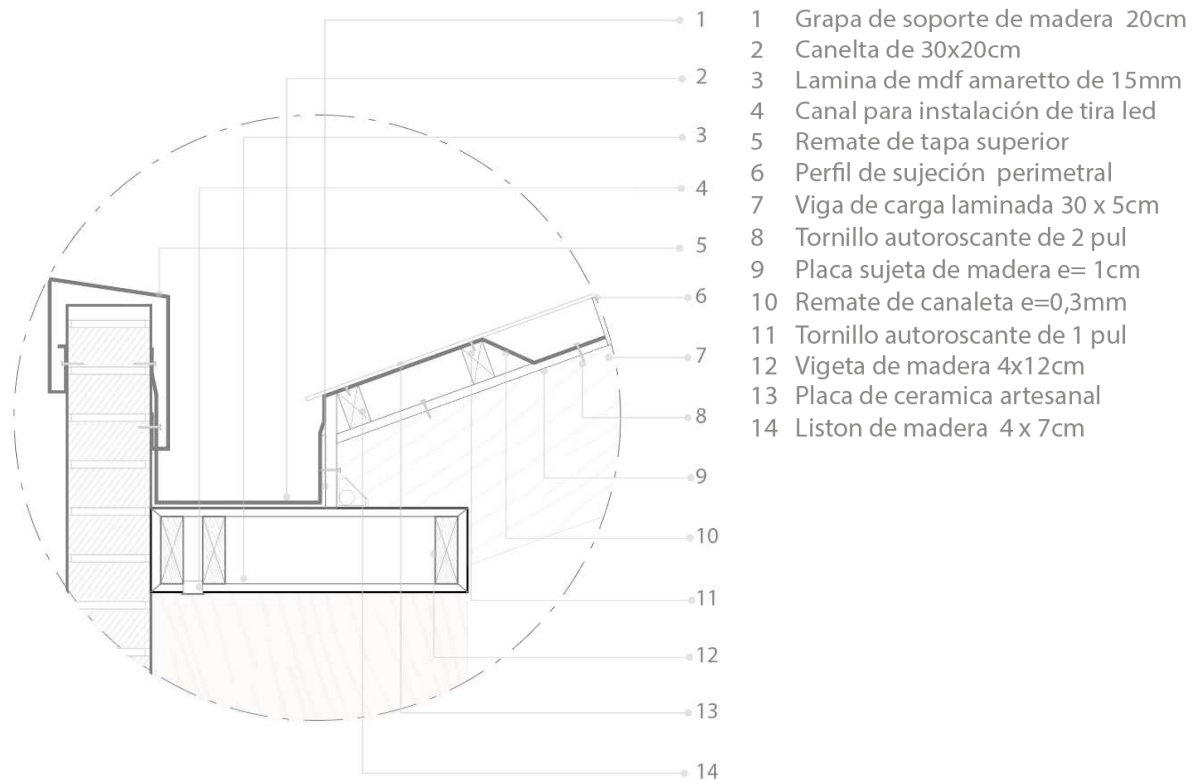 1 Grapa de soporte de madera 20cm
2 Canelta de 30x20cm
3 Lamina de mdf amaretto de 15mm
4 Canal para instalación de tira led
5 Remate de tapa superior
6 Perfil de sujeción perimetral
7 Viga de carga laminada 30 x 5cm
8 Tornillo autoroscante de 2 pul
9 Placa sujeta de madera e= 1cm
10 Remate de canaleta e=0,3mm
11 Tornillo autoroscante de 1 pul
12 Vigeta de madera 4x12cm
13 Placa de ceramica artesanal
14 Liston de madera 4 x 7cm
1
2
3
4
5
6
7
8
9
10
11
12
13
14